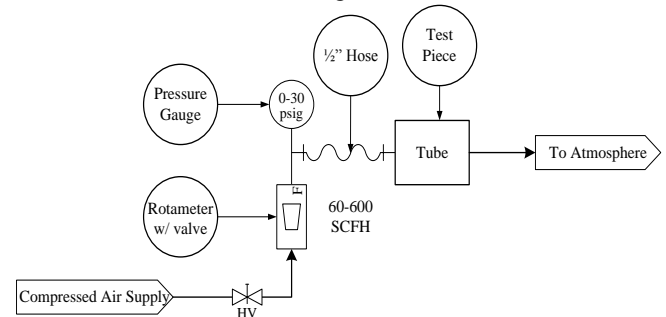 ½” Hose
Test
Piece
Pressure
Gauge
0-30
psig
Tube
To Atmosphere
Rotameter
w/ valve
F
60-600
SCFH
Compressed Air Supply
HV